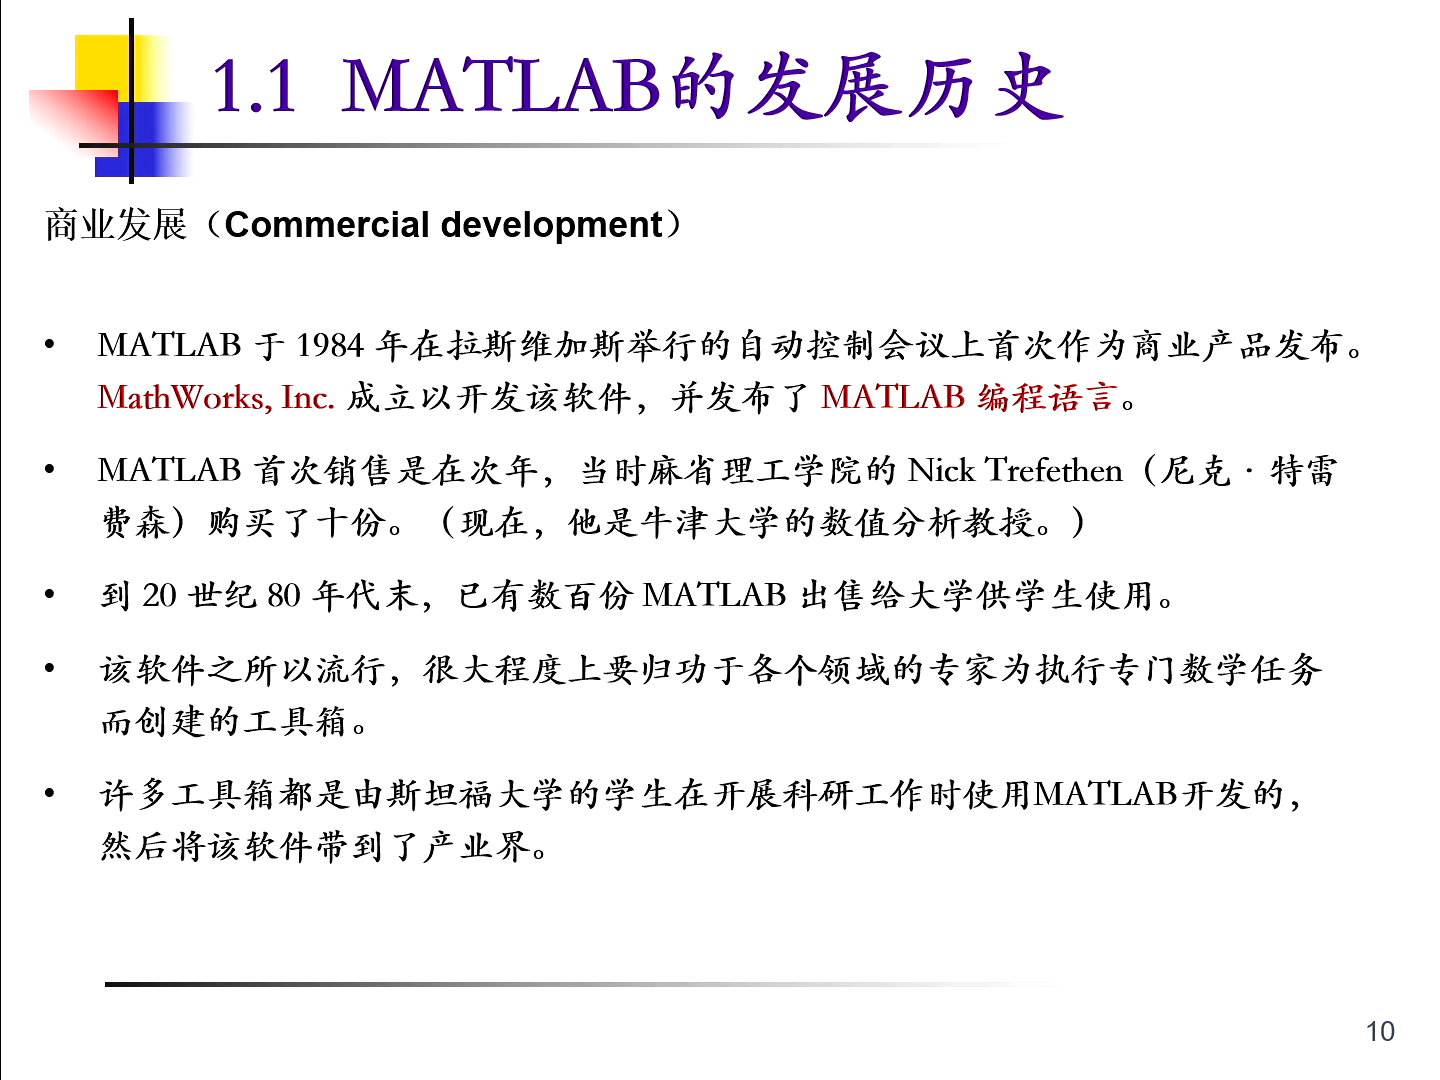 1.1 MATLAB的发展历史
商业发展（Commercial development）
• MATLAB 于 1984 年在拉斯维加斯举行的自动控制会议上首次作为商业产品发布。
MathWorks, Inc. 成立以开发该软件，并发布了 MATLAB 编程语言。
• MATLAB 首次销售是在次年，当时麻省理工学院的 Nick Trefethen（尼克 · 特雷
费森）购买了十份。（现在，他是牛津大学的数值分析教授。）
• 到 20 世纪 80 年代末，已有数百份 MATLAB 出售给大学供学生使用。
• 该软件之所以流行，很大程度上要归功于各个领域的专家为执行专门数学任务
而创建的工具箱。
• 许多工具箱都是由斯坦福大学的学生在开展科研工作时使用MATLAB开发的，
然后将该软件带到了产业界。
10